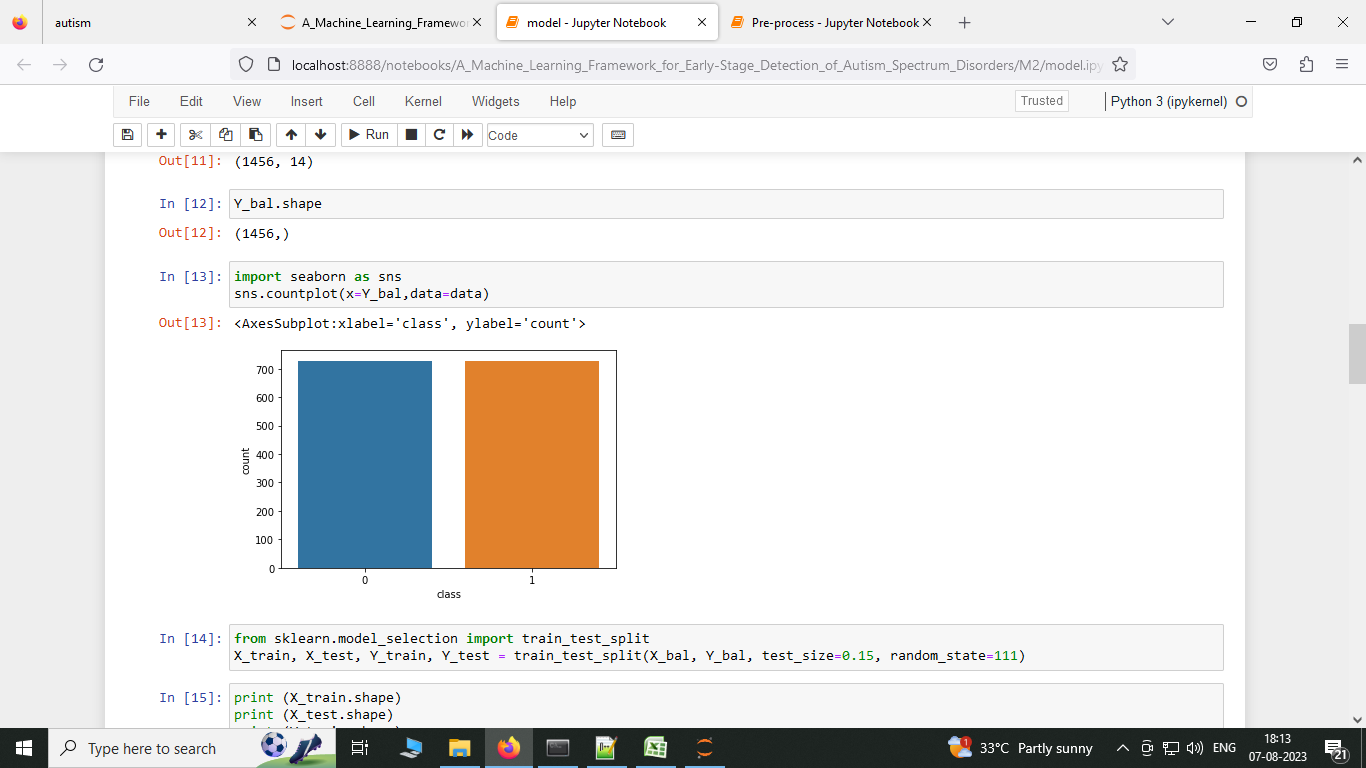 autism
A_Machine_Learning_Framewor
model - Jupyter Notebook
Pre-process - Jupyter Notebook
localhost:8888/notebooks/A_Machine_Learning_Framework_for_Early-Stage_Detection_of_Autism_Spectrum_Disorders/M2/model.ipy
File Edit View Insert Cell Kernel Widgets Help
Trusted
Python 3 (ipykernel)
Run
Code
Out[11]: (1456, 14)
In [12]: Y_bal.shape
Out[12]: (1456,)
In [13]: import seaborn as sns
sns.countplot(x=Y_bal,data=data)
Out[13]: <AxesSubplot:xlabel='class', ylabel='count'>
700
600
500
400
300
200
100
0
count
0 1
class
In [14]: from sklearn.model_selection import train_test_split
X_train, X_test, Y_train, Y_test = train_test_split(X_bal, Y_bal, test_size=0.15, random_state=111)
In [15]: print (X_train.shape)
print (X_test.shape)
Type here to search
1
33°C Partly sunny
ENG
18:13
07-08-2023
21